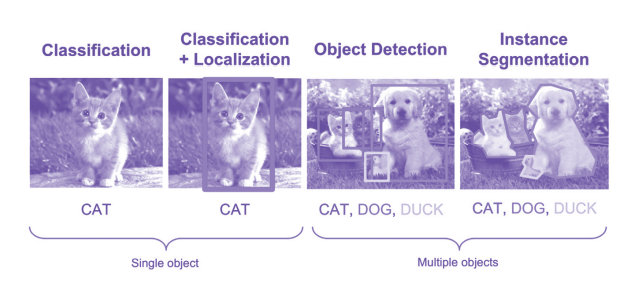 Classification
Classification
+ Localization
Object Detection
Instance
Segmentation
CAT
CAT
CAT, DOG, DUCK
CAT, DOG, DUCK
Single object
Multiple objects